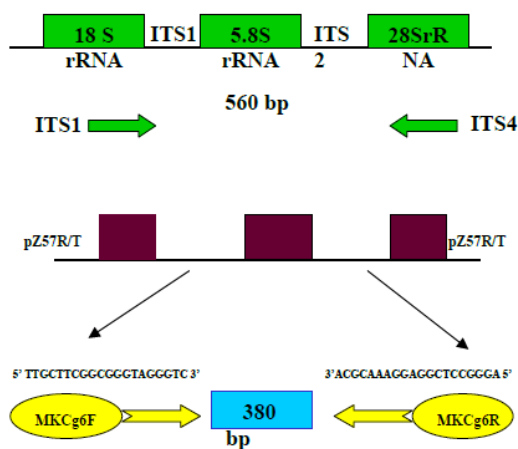 18 S ITS1 5.8S ITS 28SrR
rRNA rRNA 2 NA
560 bp
ITS1 ITS4
pZ57R/T pZ57R/T
5' TTGCTTCGGCGGGTAGGGTC 3' 3'ACGCAAAGGAGGCTCCGGGA 5'
MKCg6F 380 MKCg6R
bp